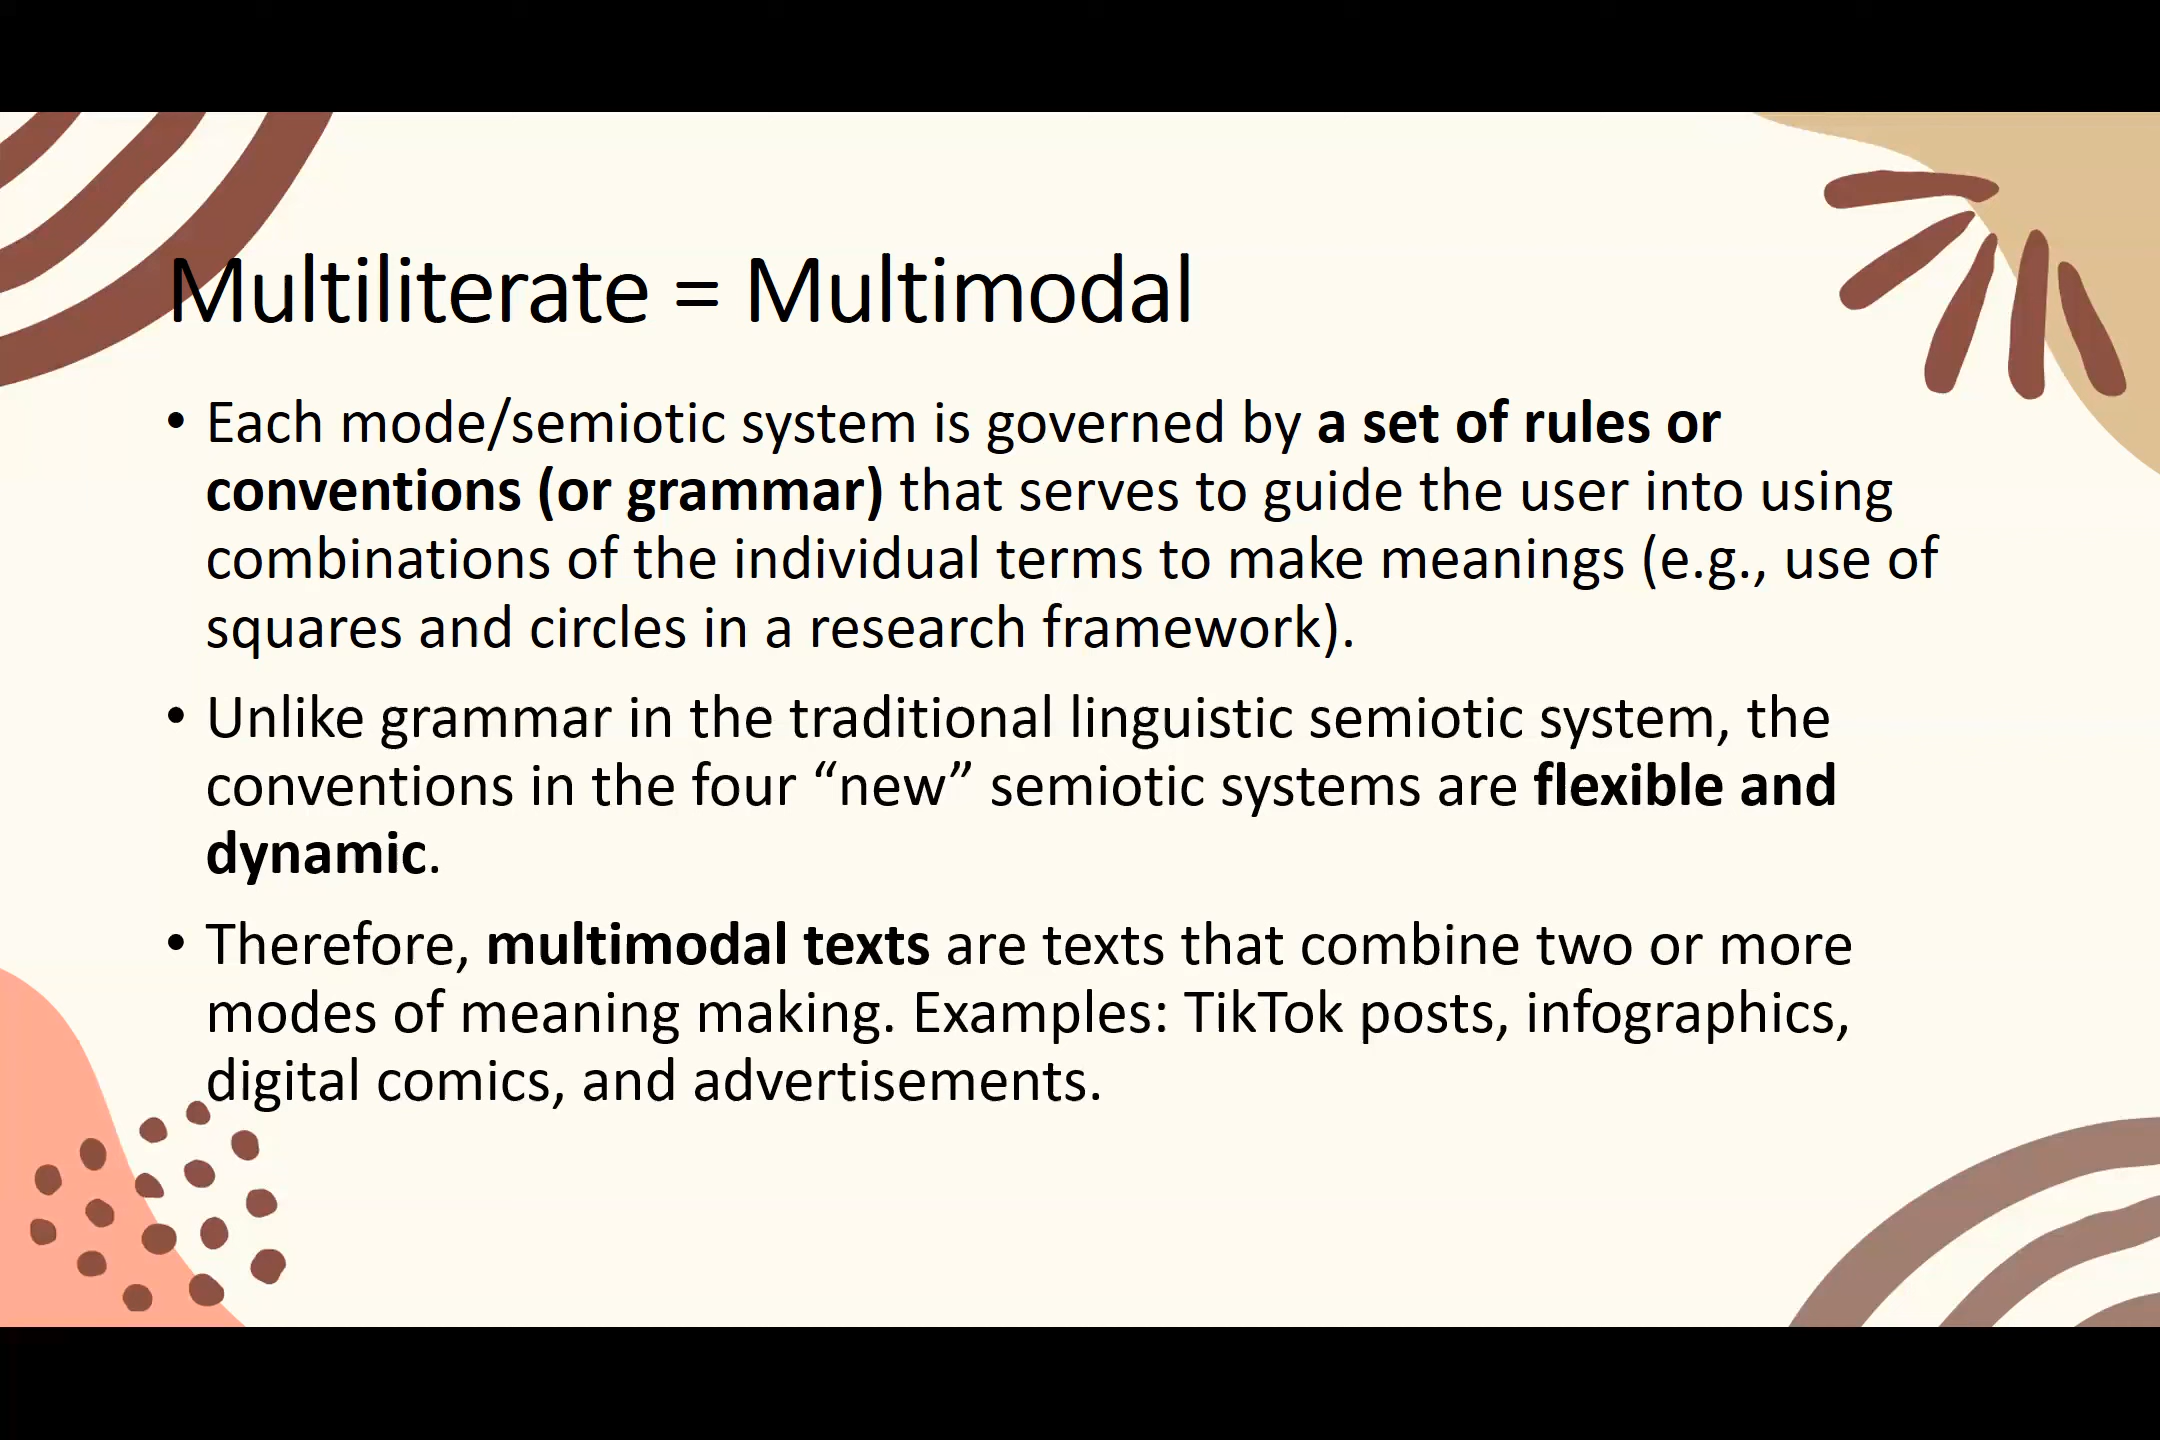 Multiliterate = Multimodal
• Each mode/semiotic system is governed by a set of rules or
conventions (or grammar) that serves to guide the user into using
combinations of the individual terms to make meanings (e.g., use of
squares and circles in a research framework).
• Unlike grammar in the traditional linguistic semiotic system, the
conventions in the four “new” semiotic systems are flexible and
dynamic.
• Therefore, multimodal texts are texts that combine two or more
modes of meaning making. Examples: TikTok posts, infographics,
digital comics, and advertisements.